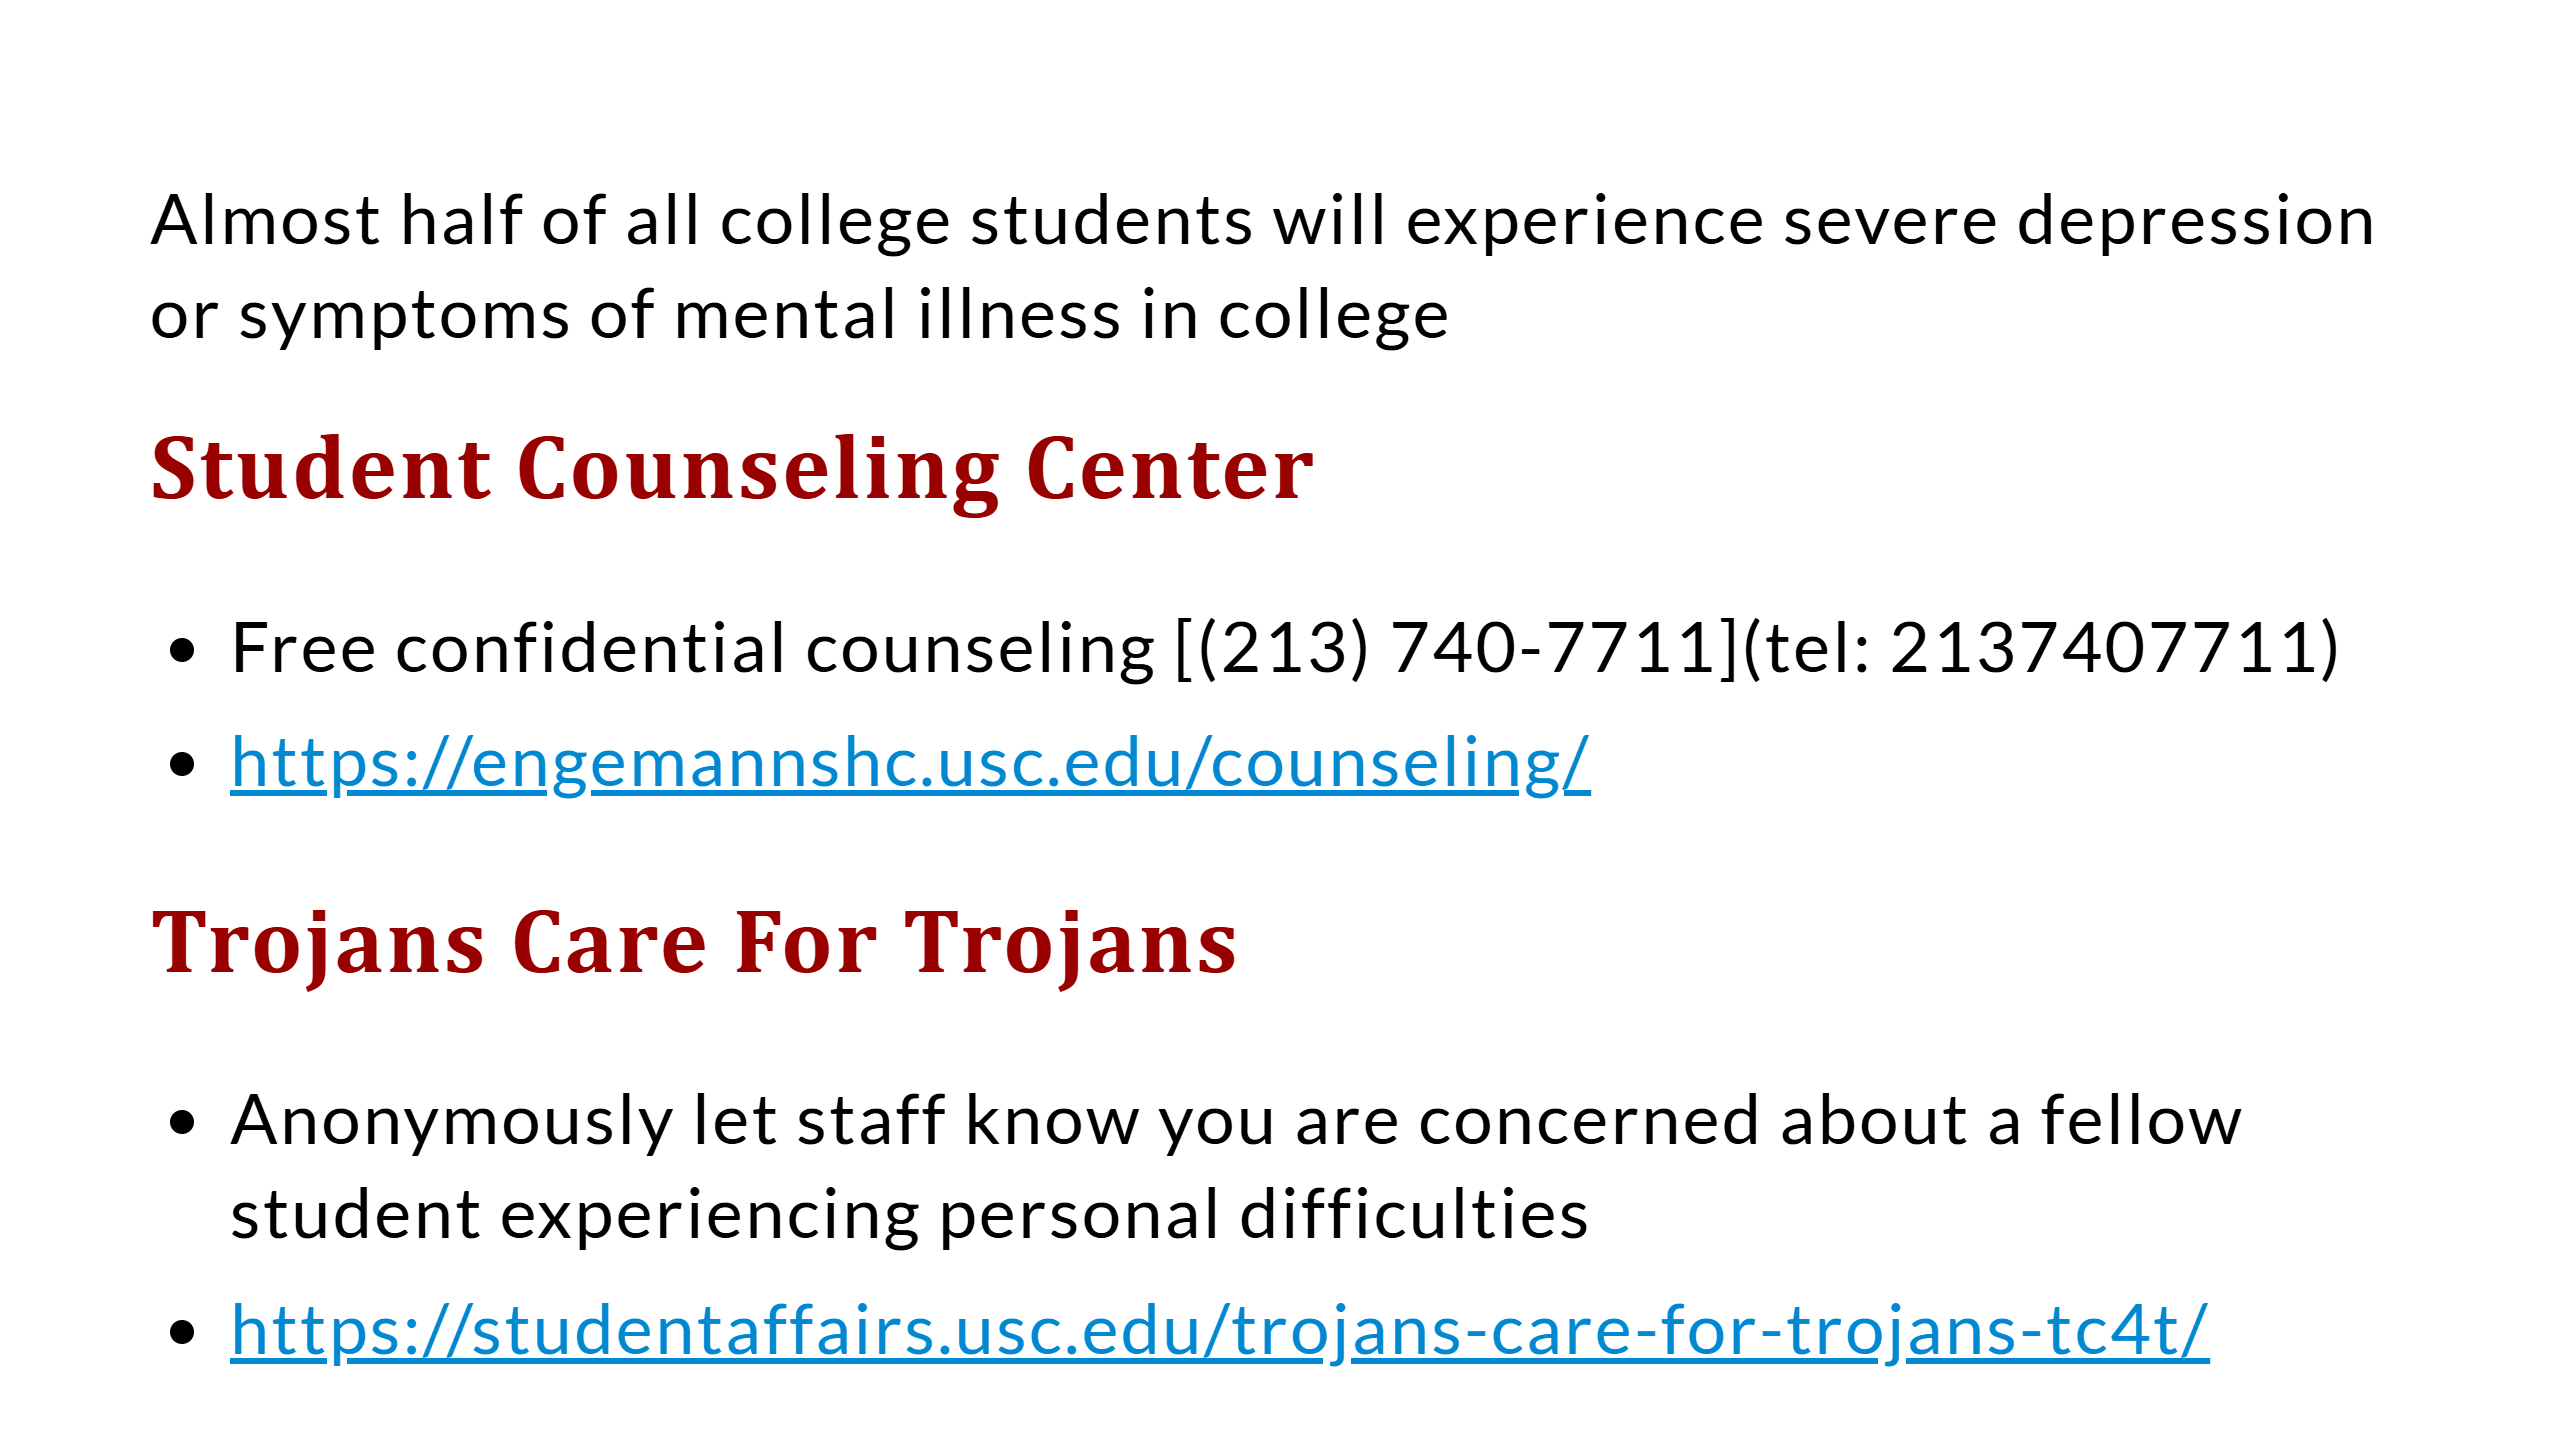 Almost half of all college students will experience severe depression
or symptoms of mental illness in college
Student Counseling Center
• Free confidential counseling [(213) 740-7711](tel: 2137407711)
• https://engemannshc.usc.edu/counseling/
Trojans Care For Trojans
• Anonymously let staff know you are concerned about a fellow
student experiencing personal difficulties
• https://studentaffairs.usc.edu/trojans-care-for-trojans-tc4t/